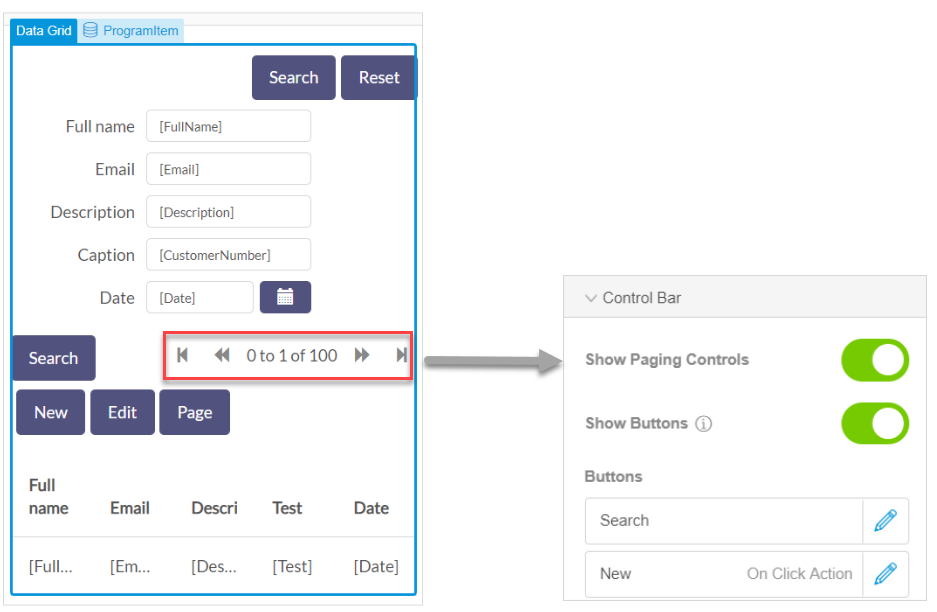 Data Grid ProgramItem
Search Reset
Full name [FullName]
Email [Email]
Description [Description]
Caption [CustomerNumber]
Date [Date]
Search 0 to 1 of 100
New Edit Page
Full
name Email Descri Test Date
[Full... [Em... [Des... [Test] [Date]
Control Bar
Show Paging Controls
Show Buttons
Buttons
Search
New On Click Action